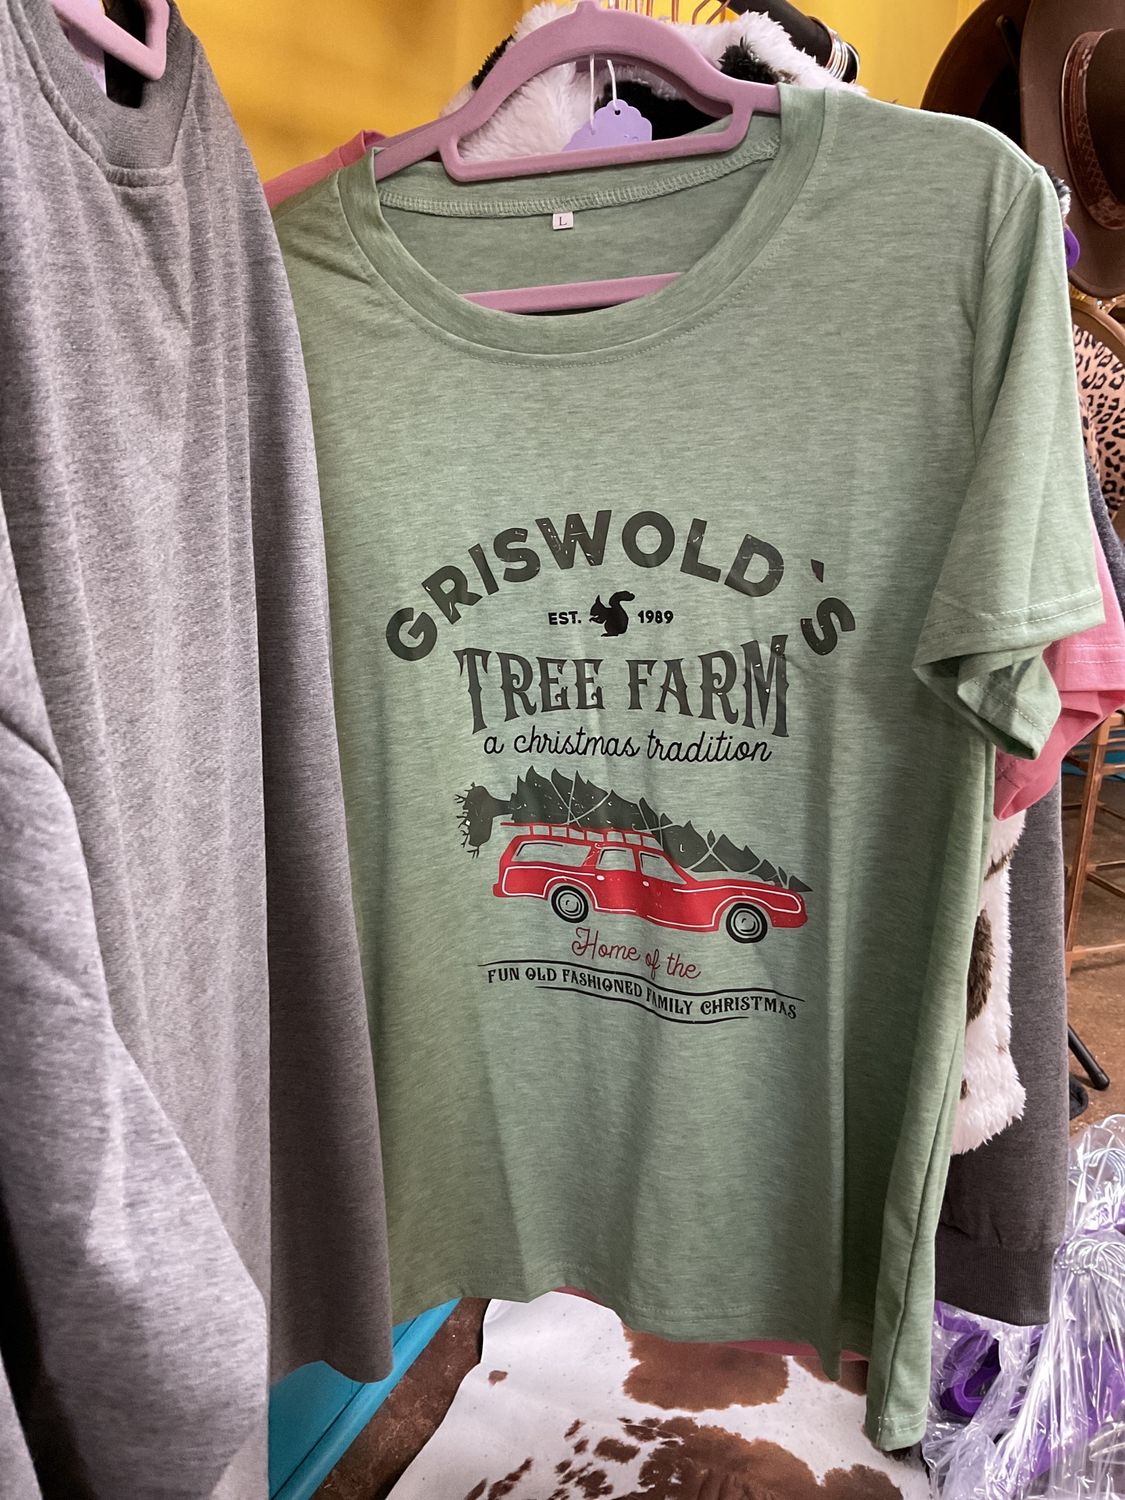 L
GRISWOLD'S
EST. 1989
TREE FARM
a christmas tradition
Home of the
FUN OLD FASHIONED FAMILY CHRISTMAS